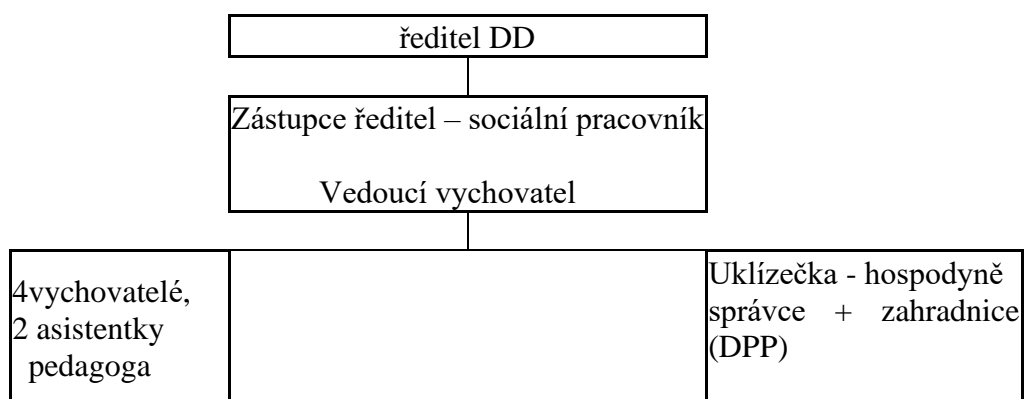 ředitel DD
Zástupce ředitel – sociální pracovník
Vedoucí vychovatel
4vychovatelé,
2 asistentky
pedagoga
Uklízečka - hospodyně
správce + zahradnice
(DPP)